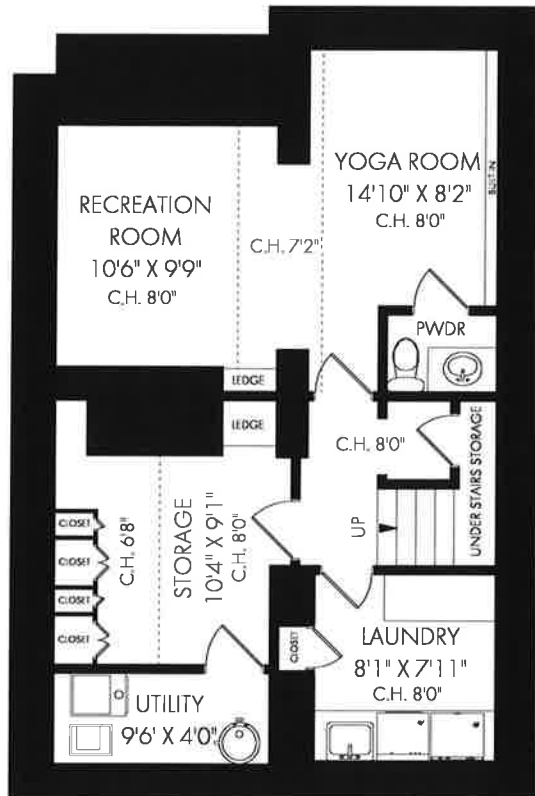 YOGA ROOM
14'10" X 8'2"
C.H. 8'0"
BUILT-IN
RECREATION
ROOM
10'6" X 9'9"
C.H. 8'0"
C.H. 7'2"
PWDR
LEDGE
LEDGE
C.H. 8'0"
UNDER STAIRS STORAGE
UP
CLOSET
CLOSET
CLOSET
CLOSET
C.H. 6'8"
STORAGE
10'4" X 9'1"
C.H. 8'0"
CLOSET
LAUNDRY
8'1" X 7'11"
C.H. 8'0"
UTILITY
9'6' X 4'0"